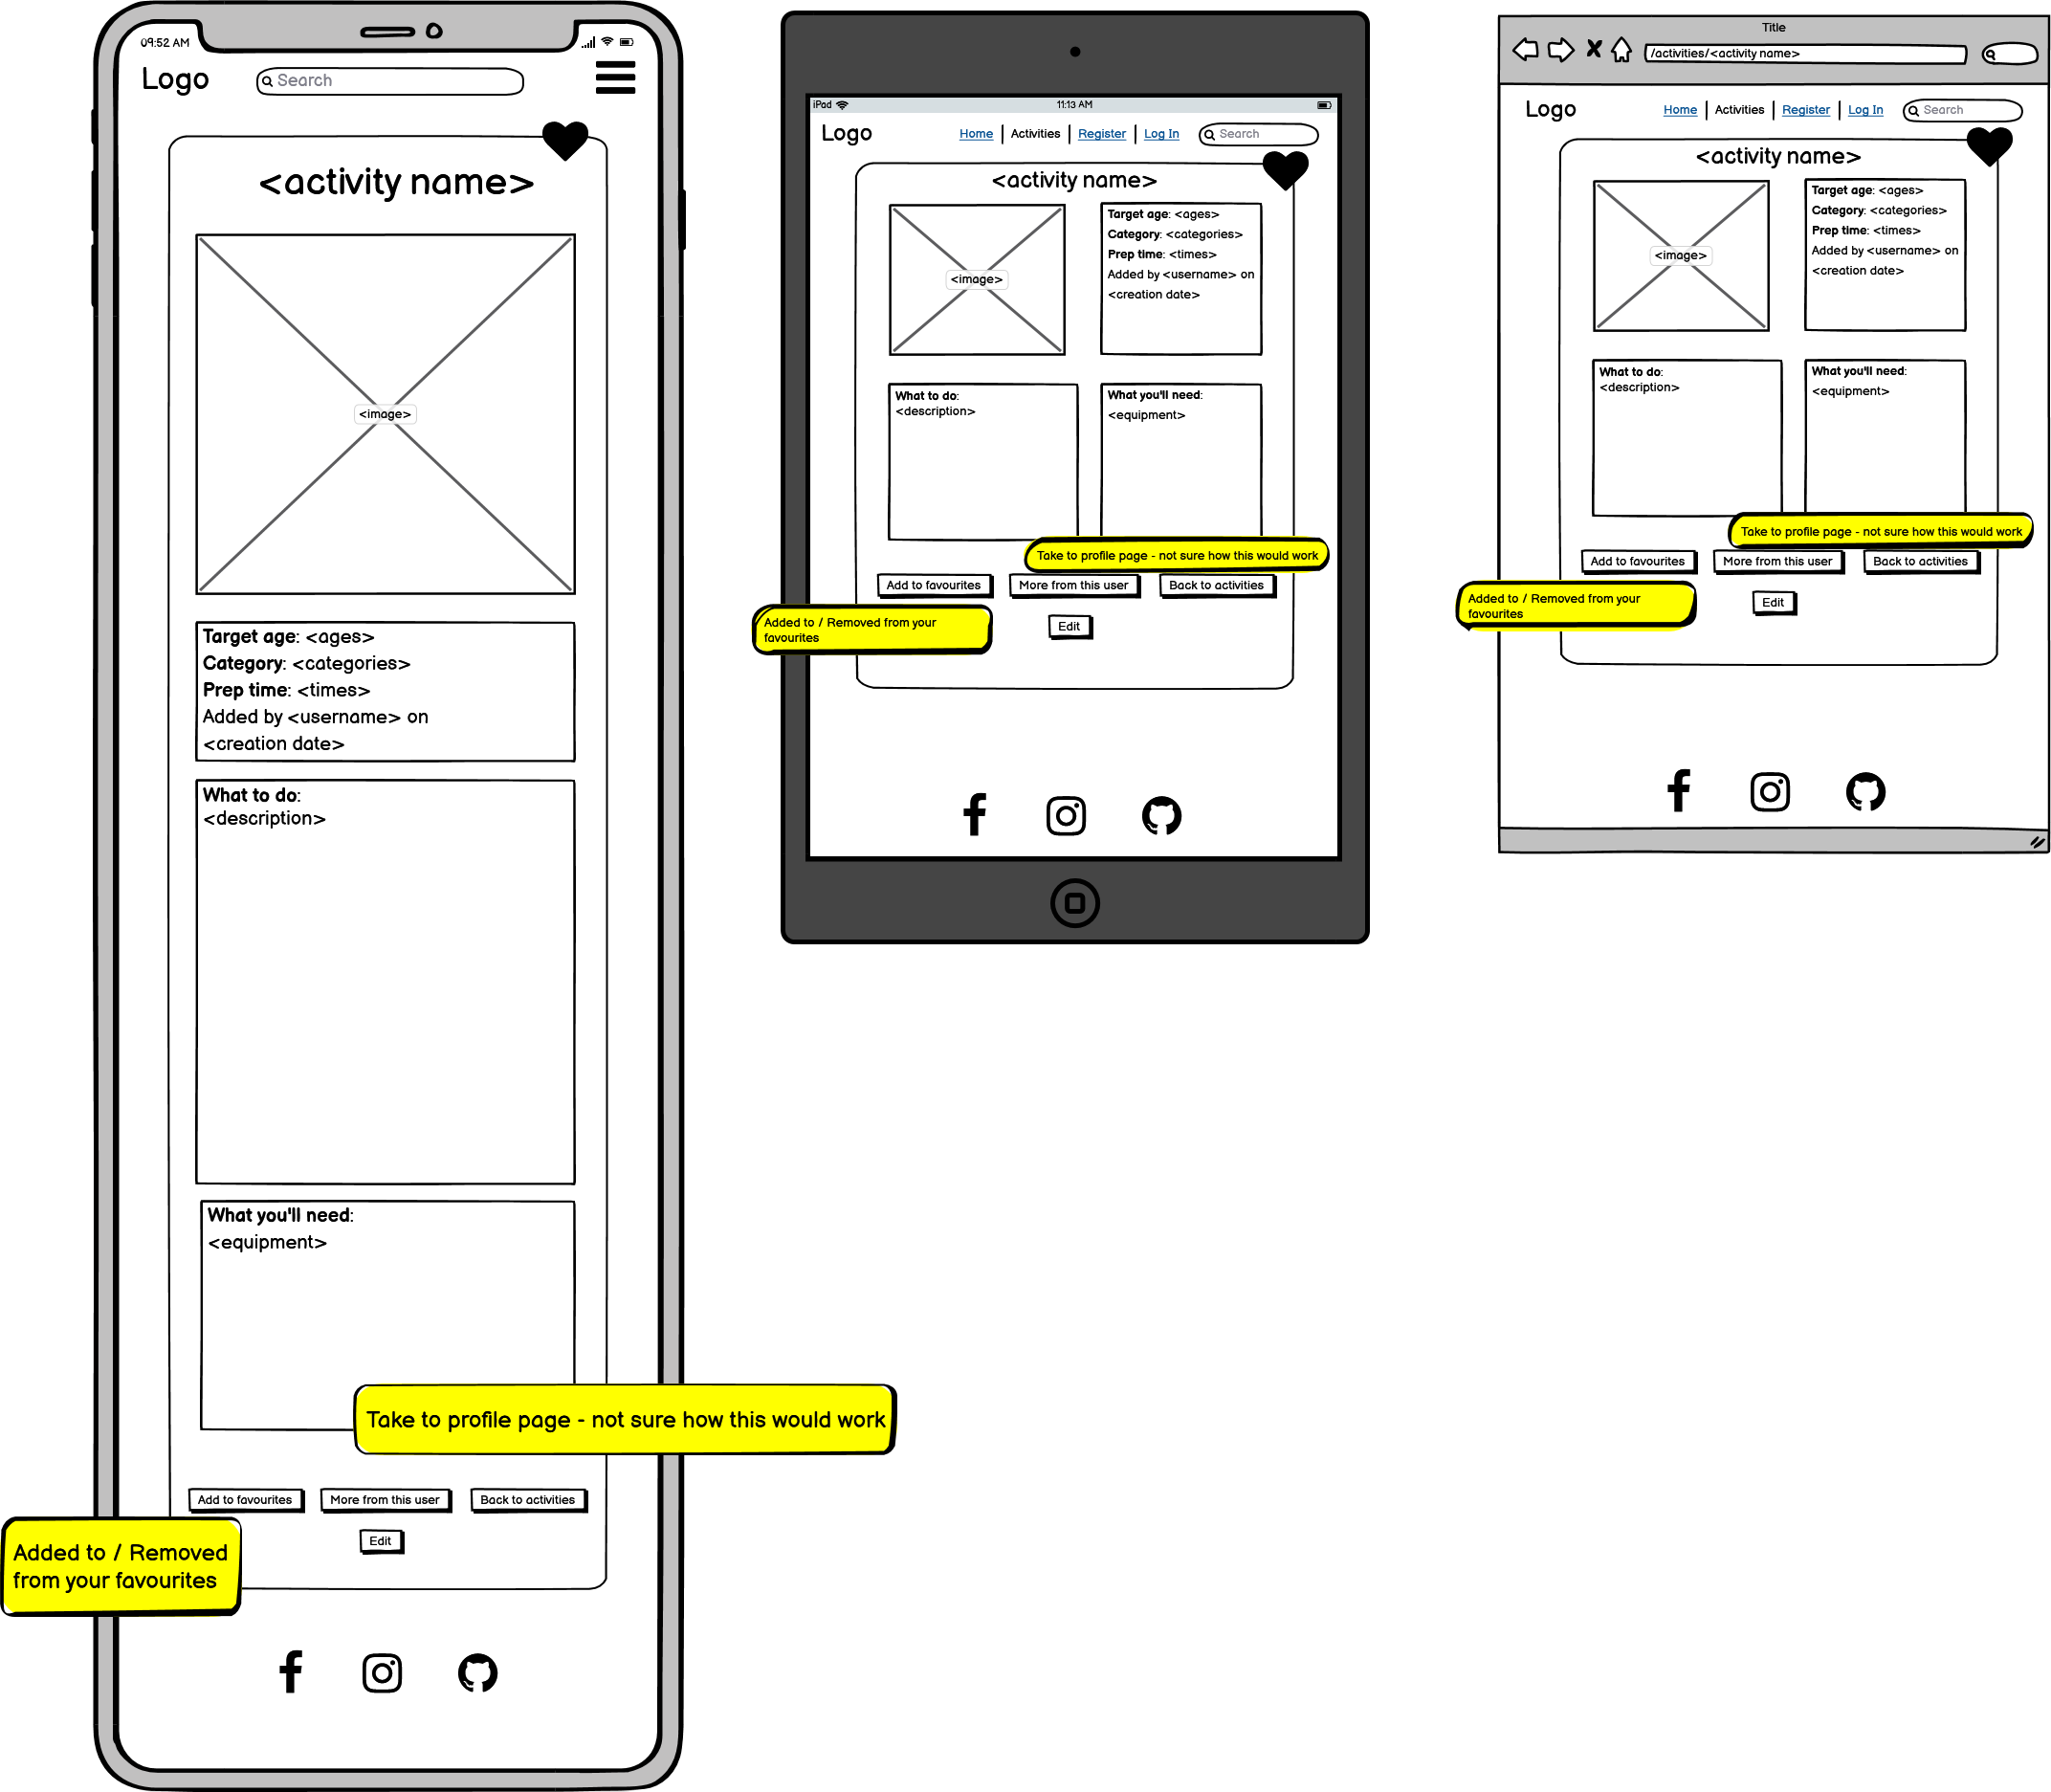 09:52 AM
Logo
Search
<activity name>
<image>
Target age: <ages>
Category: <categories>
Prep time: <times>
Added by <username> on
<creation date>
What to do:
<description>
What you'll need:
<equipment>
Take to profile page - not sure how this would work
Add to favourites
More from this user
Back to activities
Edit
Added to / Removed
from your favourites
iPad
11:13 AM
Logo
Home
Activities
Register
Log In
Search
<activity name>
<image>
Target age: <ages>
Category: <categories>
Prep time: <times>
Added by <username> on
<creation date>
What to do:
<description>
What you'll need:
<equipment>
Take to profile page - not sure how this would work
Add to favourites
More from this user
Back to activities
Added to / Removed from your
favourites
Edit
Title
/activities/<activity name>
Logo
Home
Activities
Register
Log In
Search
<activity name>
<image>
Target age: <ages>
Category: <categories>
Prep time: <times>
Added by <username> on
<creation date>
What to do:
<description>
What you'll need:
<equipment>
Take to profile page - not sure how this would work
Add to favourites
More from this user
Back to activities
Added to / Removed from your
favourites
Edit